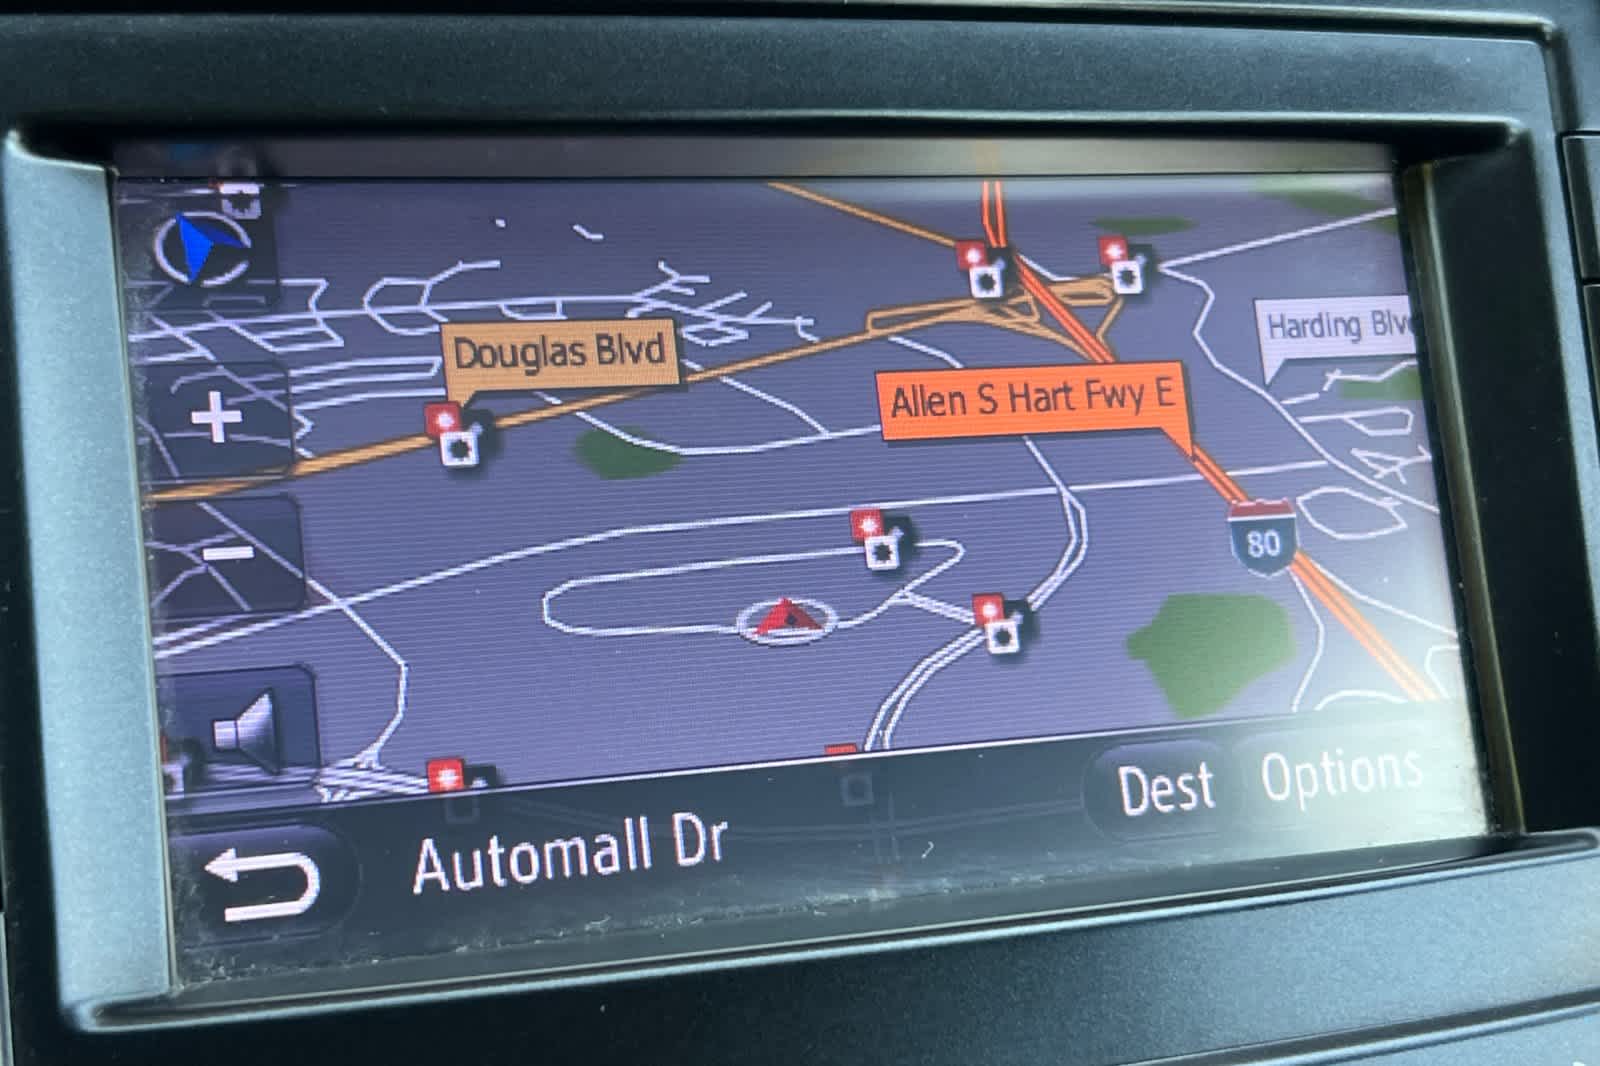 Douglas Blvd
Harding Blv
Allen S Hart Fwy E
80
Automall Dr
Dest
Options